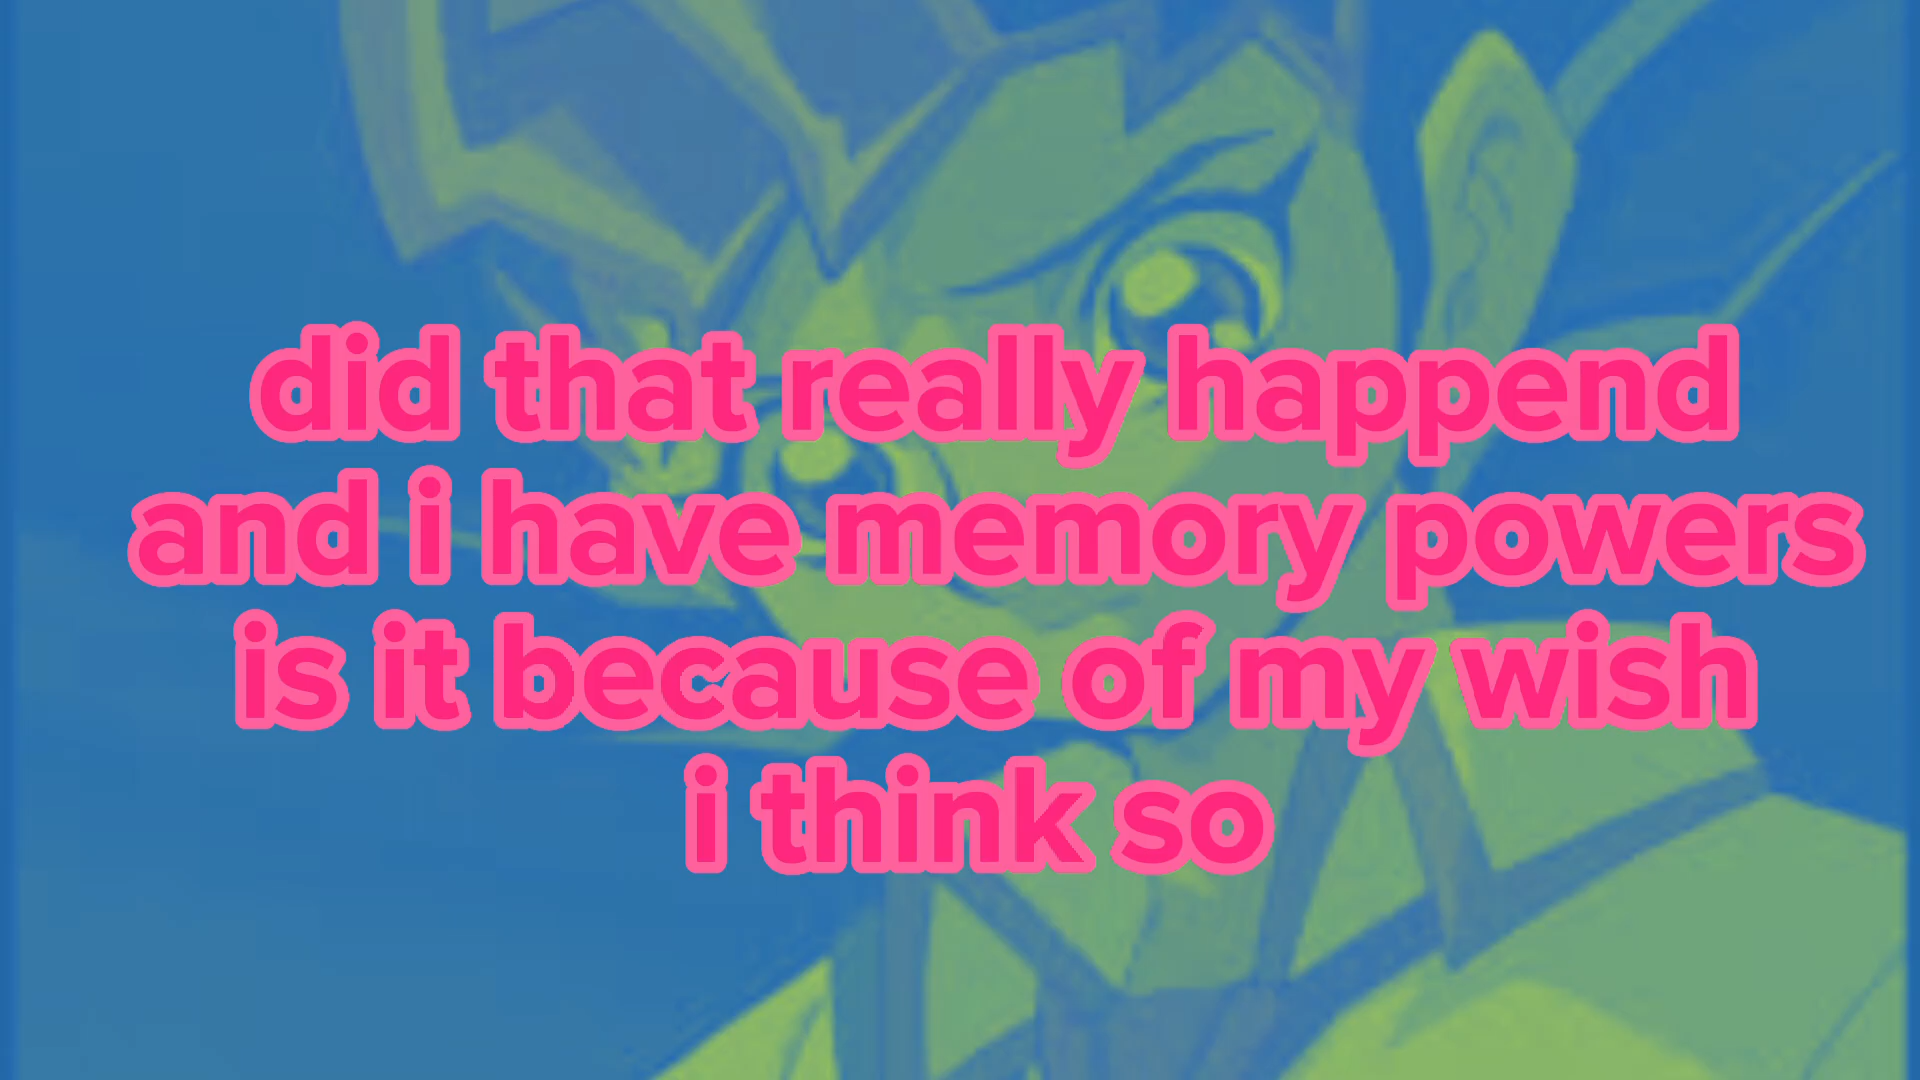 did that really happend
and i have memory powers
is it because of my wish
i think so